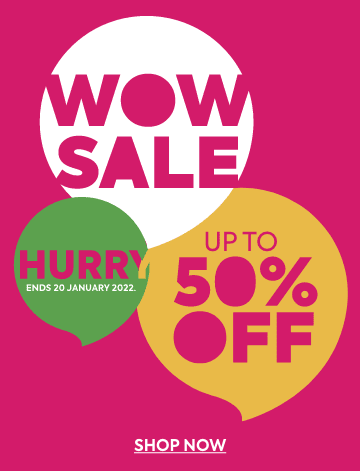 WOW
SALE
HURRY
ENDS 20 JANUARY 2022.
UP TO
50%
OFF
SHOP NOW